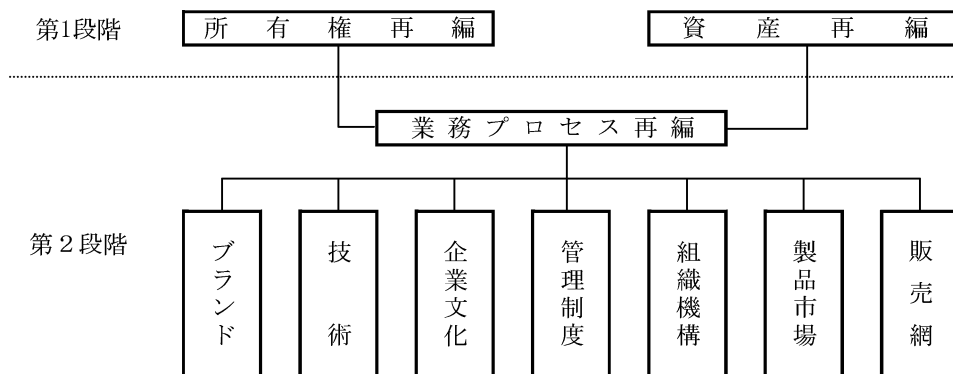 第1段階
所有権再編
資産再編
業務プロセス再編
第２段階
ブランド
技術
企業文化
管理制度
組織機構
製品市場
販売網